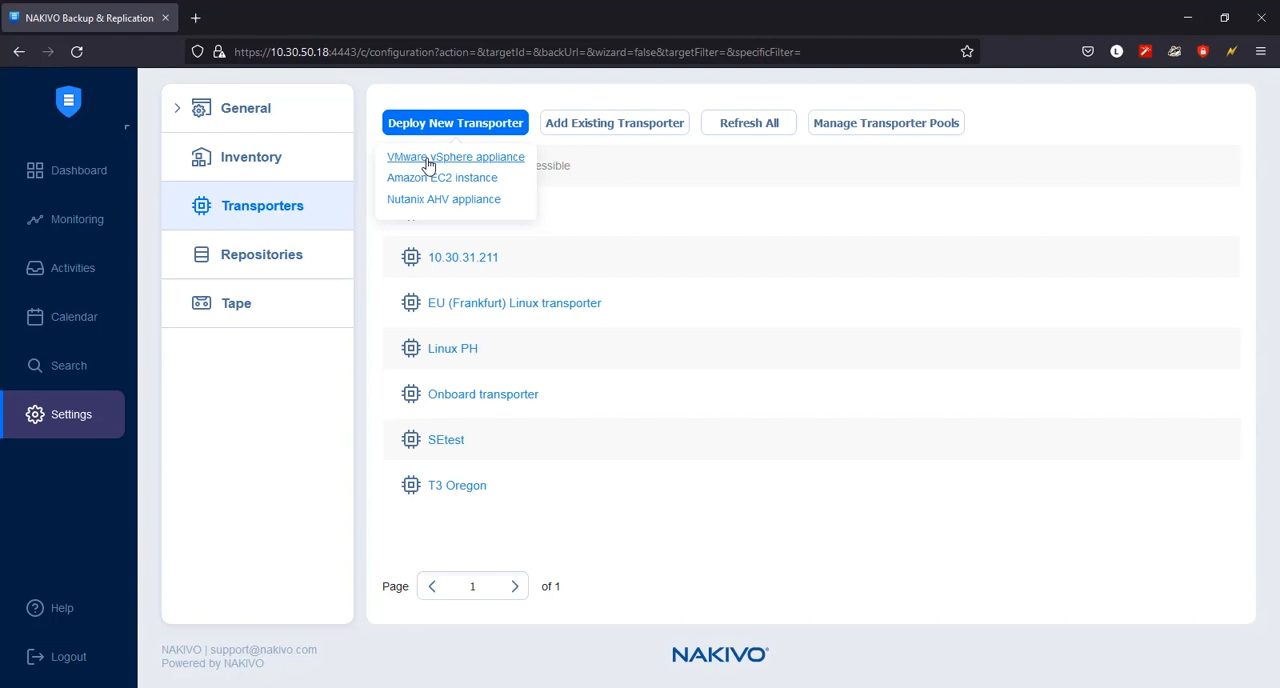 NAKIVO Backup & Replication
https://10.30.50.18:4443/c/configuration?action=&targetId=&backUrl=&wizard=false&targetFilter=&specificFilter=
L
Dashboard
Monitoring
Activities
Calendar
Search
Settings
Help
Logout
General
Inventory
Transporters
Repositories
Tape
Deploy New Transporter
Add Existing Transporter
Refresh All
Manage Transporter Pools
VMware vSphere appliance
Amazon EC2 instance
Nutanix AHV appliance
essible
10.30.31.211
EU (Frankfurt) Linux transporter
Linux PH
Onboard transporter
SEtest
T3 Oregon
Page 1 of 1
NAKIVO | support@nakivo.com
Powered by NAKIVO
NAKIVO